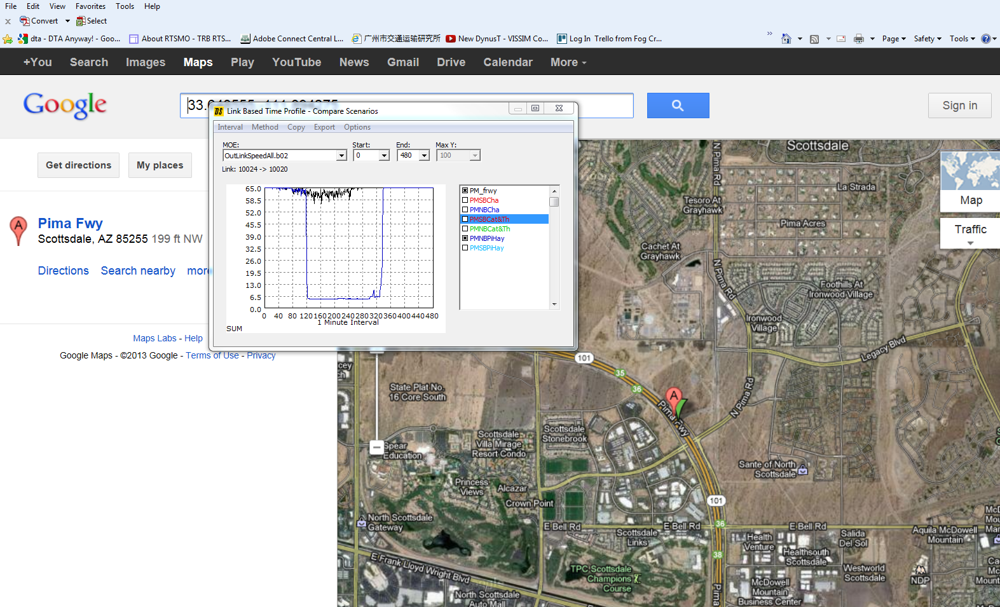 File Edit View Favorites Tools Help
x Convert Select
dta - DTA Anyway! - Goo... About RTSMO - TRB RTS... Adobe Connect Central L... 广州市交通运输研究所 New DynusT - VISSIM Co... Log In Trello from Fog Cr... » Page Safety Tools
+You Search Images Maps Play YouTube News Gmail Drive Calendar More
Google
Sign in
Get directions My places
A
Pima Fwy
Scottsdale, AZ 85255 199 ft NW
Directions Search nearby more
Maps Labs - Help
Google Maps - ©2013 Google - Terms of Use - Privacy
DS Link Based Time Profile - Compare Scenarios
Interval Method Copy Export Options
MOE: Start: End: Max Y:
OutLinkSpeedAll.b02 0 480 100
Link: 10024 -> 10020
65.0
58.5
52.0
45.5
39.0
32.5
26.0
19.5
13.0
6.5
0.0
0 40 80 120 160 200 240 280 320 360 400 440 480
1 Minute Interval
SUM
PM_frwy
PMSBCha
PMNBCha
PMSBCat&Th
PMNBCat&Th
PMNBPiHay
PMSBPiHay
Map
Traffic
Scottsdale
N Pima Rd
La Strada
Tesoro At
Grayhawk
Pima Acres
Cachet At
Grayhawk
N Pima Rd
Foothills At
Ironwood Village
Ironwood
Village
Legacy Blvd
101
35
36
State Plat No.
16 Core South
A
Pima Fwy
N Pima Rd
Scottsdale
Stonebrook
Scottsdale
Villa Mirage
Resort Condo
Spear
Education
Sante of North
Scottsdale
Princess
Views
Alcazar
Crown Point
101
North Scottsdale
Gateway
E Bell Rd
E Bell Rd
36
E Bell Rd
Scottsdale
Links
Health
Venture
Salida
Del Sol
Aquila McDowell
Mountain
38
Healthsouth
Scottsdale
E Frank Lloyd Wright Blvd
TPC Scottsdale
Champions
Course
Westworld
Scottsdale
NDP
McDowell
Mountain
Business Center
Pima
North Scottsdale
Auto Mall